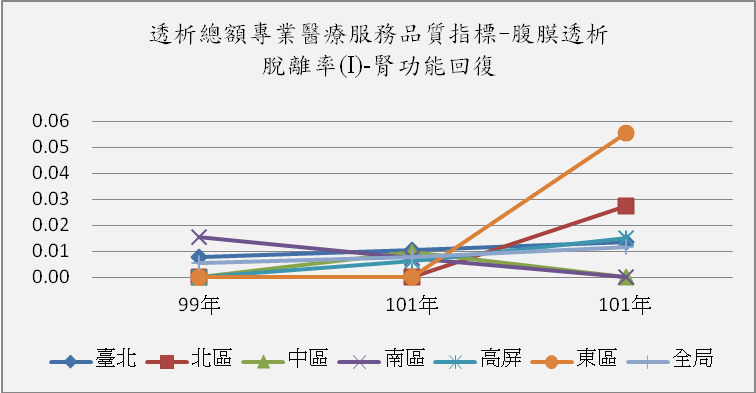 透析總額專業醫療服務品質指標-腹膜透析
脫離率(I)-腎功能回復
0.06
0.05
0.04
0.03
0.02
0.01
0.00
99年 101年 101年
臺北 北區 中區 南區 高屏 東區 全局